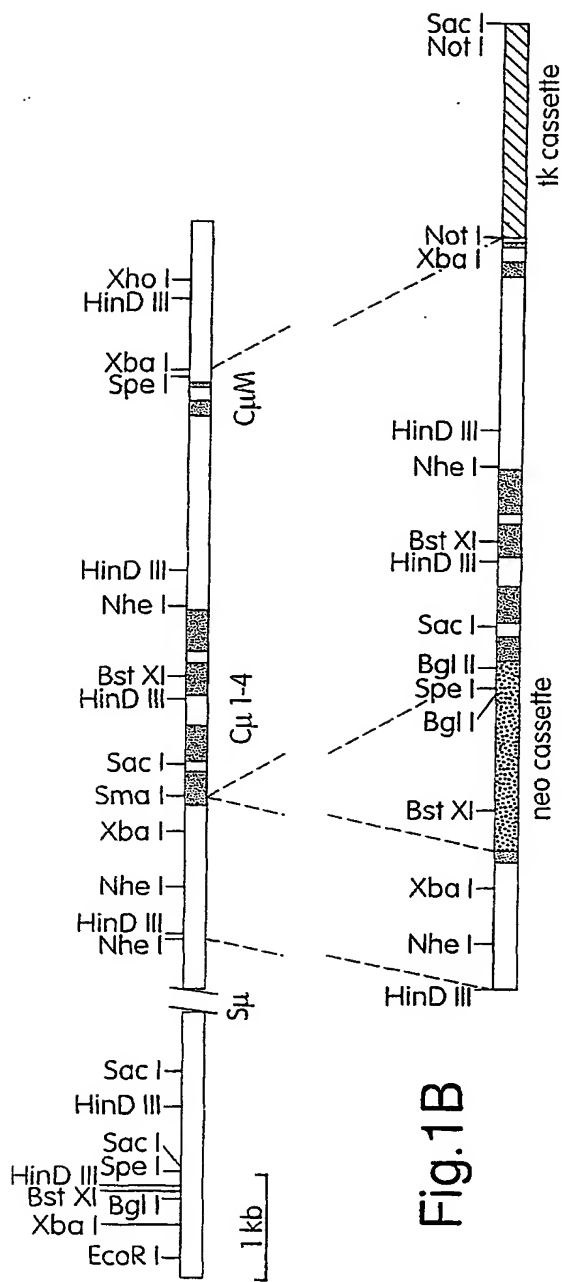 Xho I
HinD III
Xba I
Spe I
CμM
HinD III
Nhe I
Bst XI
HinD III
Cμ 1-4
Sac I
Sma I
Xba I
Nhe I
HinD III
Nhe I
Sμ
Sac I
HinD III
Sac I
Spe I
HinD III
Bst XI
Bgl I
Xba I
EcoR I
1 kb
Sac I
Not I
tk cassette
Not I
Xba I
HinD III
Nhe I
Bst XI
HinD III
Sac I
Bgl II
Spe I
Bgl I
neo cassette
Bst XI
Xba I
Nhe I
HinD III
Fig.1B